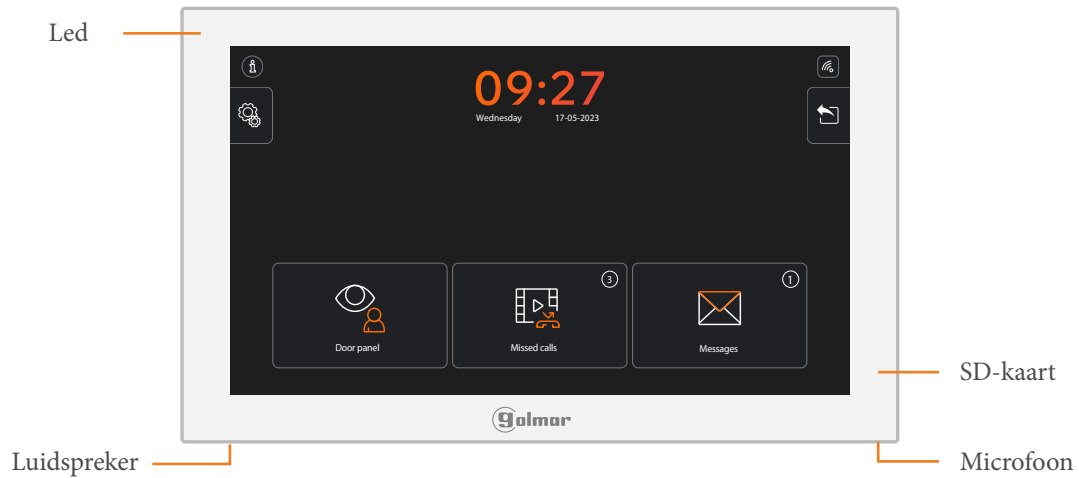 Led
09:27
Wednesday 17-05-2023
3
1
Door panel
Missed calls
Messages
SD-kaart
golmar
Luidspreker
Microfoon